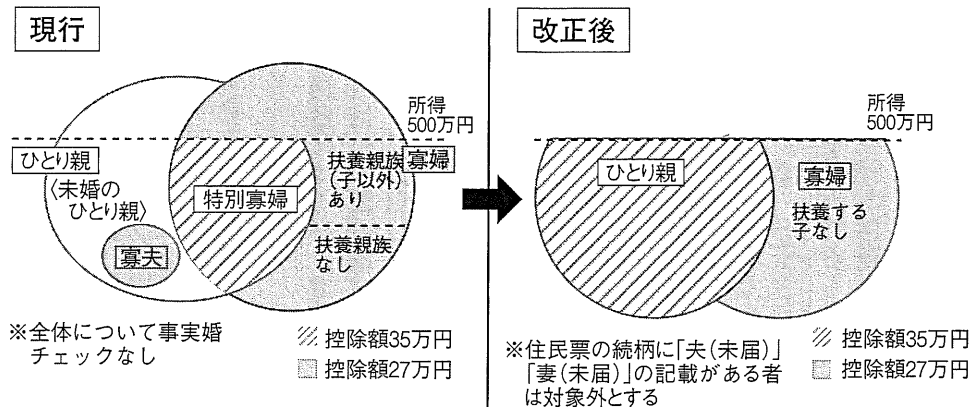 現行
所得
500万円
ひとり親
〈未婚の
ひとり親〉
寡夫
特別寡婦
扶養親族
(子以外)
あり
寡婦
扶養親族
なし
※全体について事実婚
チェックなし
控除額35万円
控除額27万円
改正後
所得
500万円
ひとり親
寡婦
扶養する
子なし
※住民票の続柄に「夫(未届)」
「妻(未届)」の記載がある者
は対象外とする
控除額35万円
控除額27万円